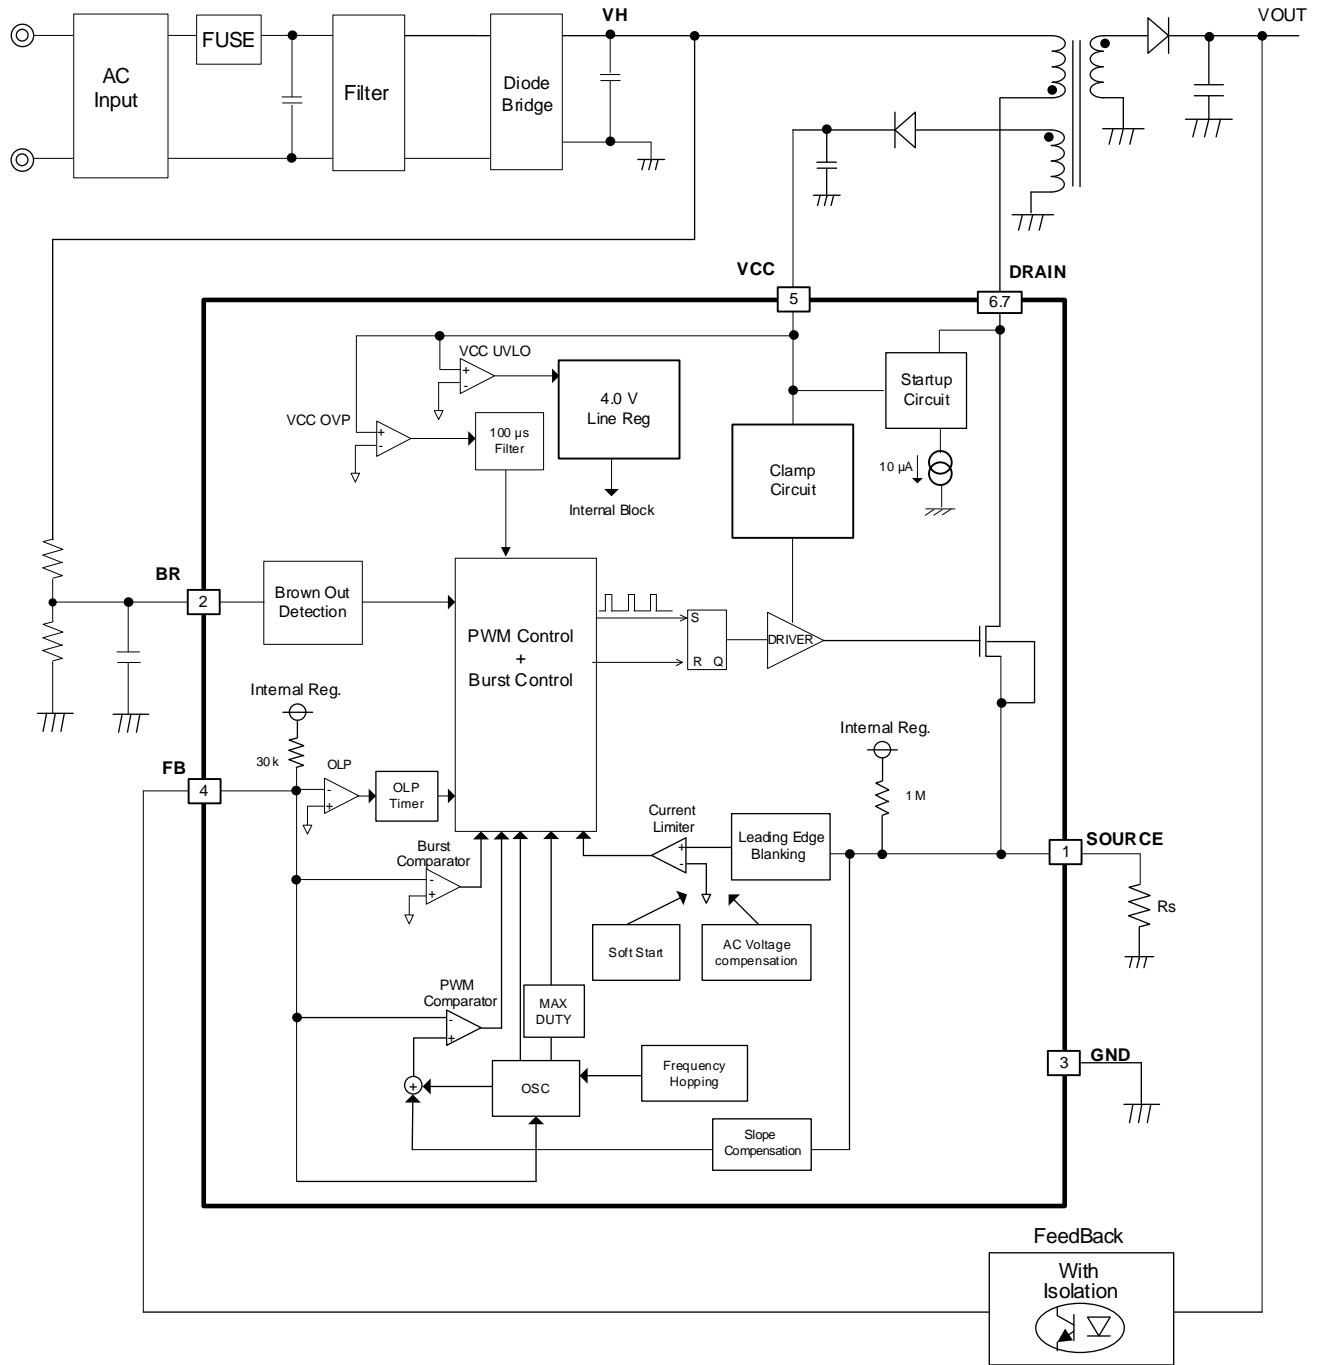 VH
VOUT
FUSE
AC
Input
Filter
Diode
Bridge
VCC
DRAIN
5
6.7
VCC UVLO
+
-
4.0 V
Line Reg
Startup
Circuit
VCC OVP
+
-
100 µs
Filter
Clamp
Circuit
10 µA
Internal Block
BR
2
Brown Out
Detection
PWM Control
+
Burst Control
S
R Q
DRIVER
Internal Reg.
30k
Internal Reg.
1 M
FB
4
OLP
-
+
OLP
Timer
Current
Limiter
+
-
Leading Edge
Blanking
SOURCE
1
Burst
Comparator
-
+
Rs
Soft Start
AC Voltage
compensation
PWM
Comparator
-
+
MAX
DUTY
GND
3
+
OSC
Frequency
Hopping
Slope
Compensation
FeedBack
With
Isolation